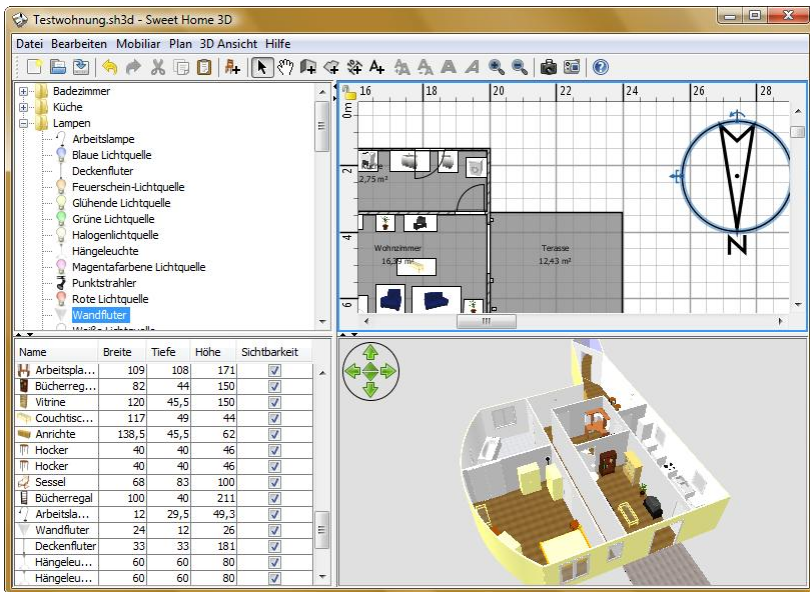 Testwohnung.sh3d - Sweet Home 3D
Datei Bearbeiten Mobiliar Plan 3D Ansicht Hilfe
Badezimmer
Küche
Lampen
Arbeitslampe
Blaue Lichtquelle
Deckenfluter
Feuerschein-Lichtquelle
Glühende Lichtquelle
Grüne Lichtquelle
Halogenlichtquelle
Hängeleuchte
Magentafarbene Lichtquelle
Punktstrahler
Rote Lichtquelle
Wandfluter
Weiße Lichtquelle
16 18 20 22 24 26 28
0m
2
4
6
Küche
2,75 m²
Wohnzimmer
16,39 m²
Terasse
12,43 m²
N
Name Breite Tiefe Höhe Sichtbarkeit
Arbeitspla... 109 108 171
Bücherreg... 82 44 150
Vitrine 120 45,5 150
Couchtisc... 117 49 44
Anrichte 138,5 45,5 62
Hocker 40 40 46
Hocker 40 40 46
Sessel 68 83 100
Bücherregal 100 40 211
Arbeitsla... 12 29,5 49,3
Wandfluter 24 12 26
Deckenfluter 33 33 181
Hängeleu... 60 60 80
Hängeleu... 60 60 80